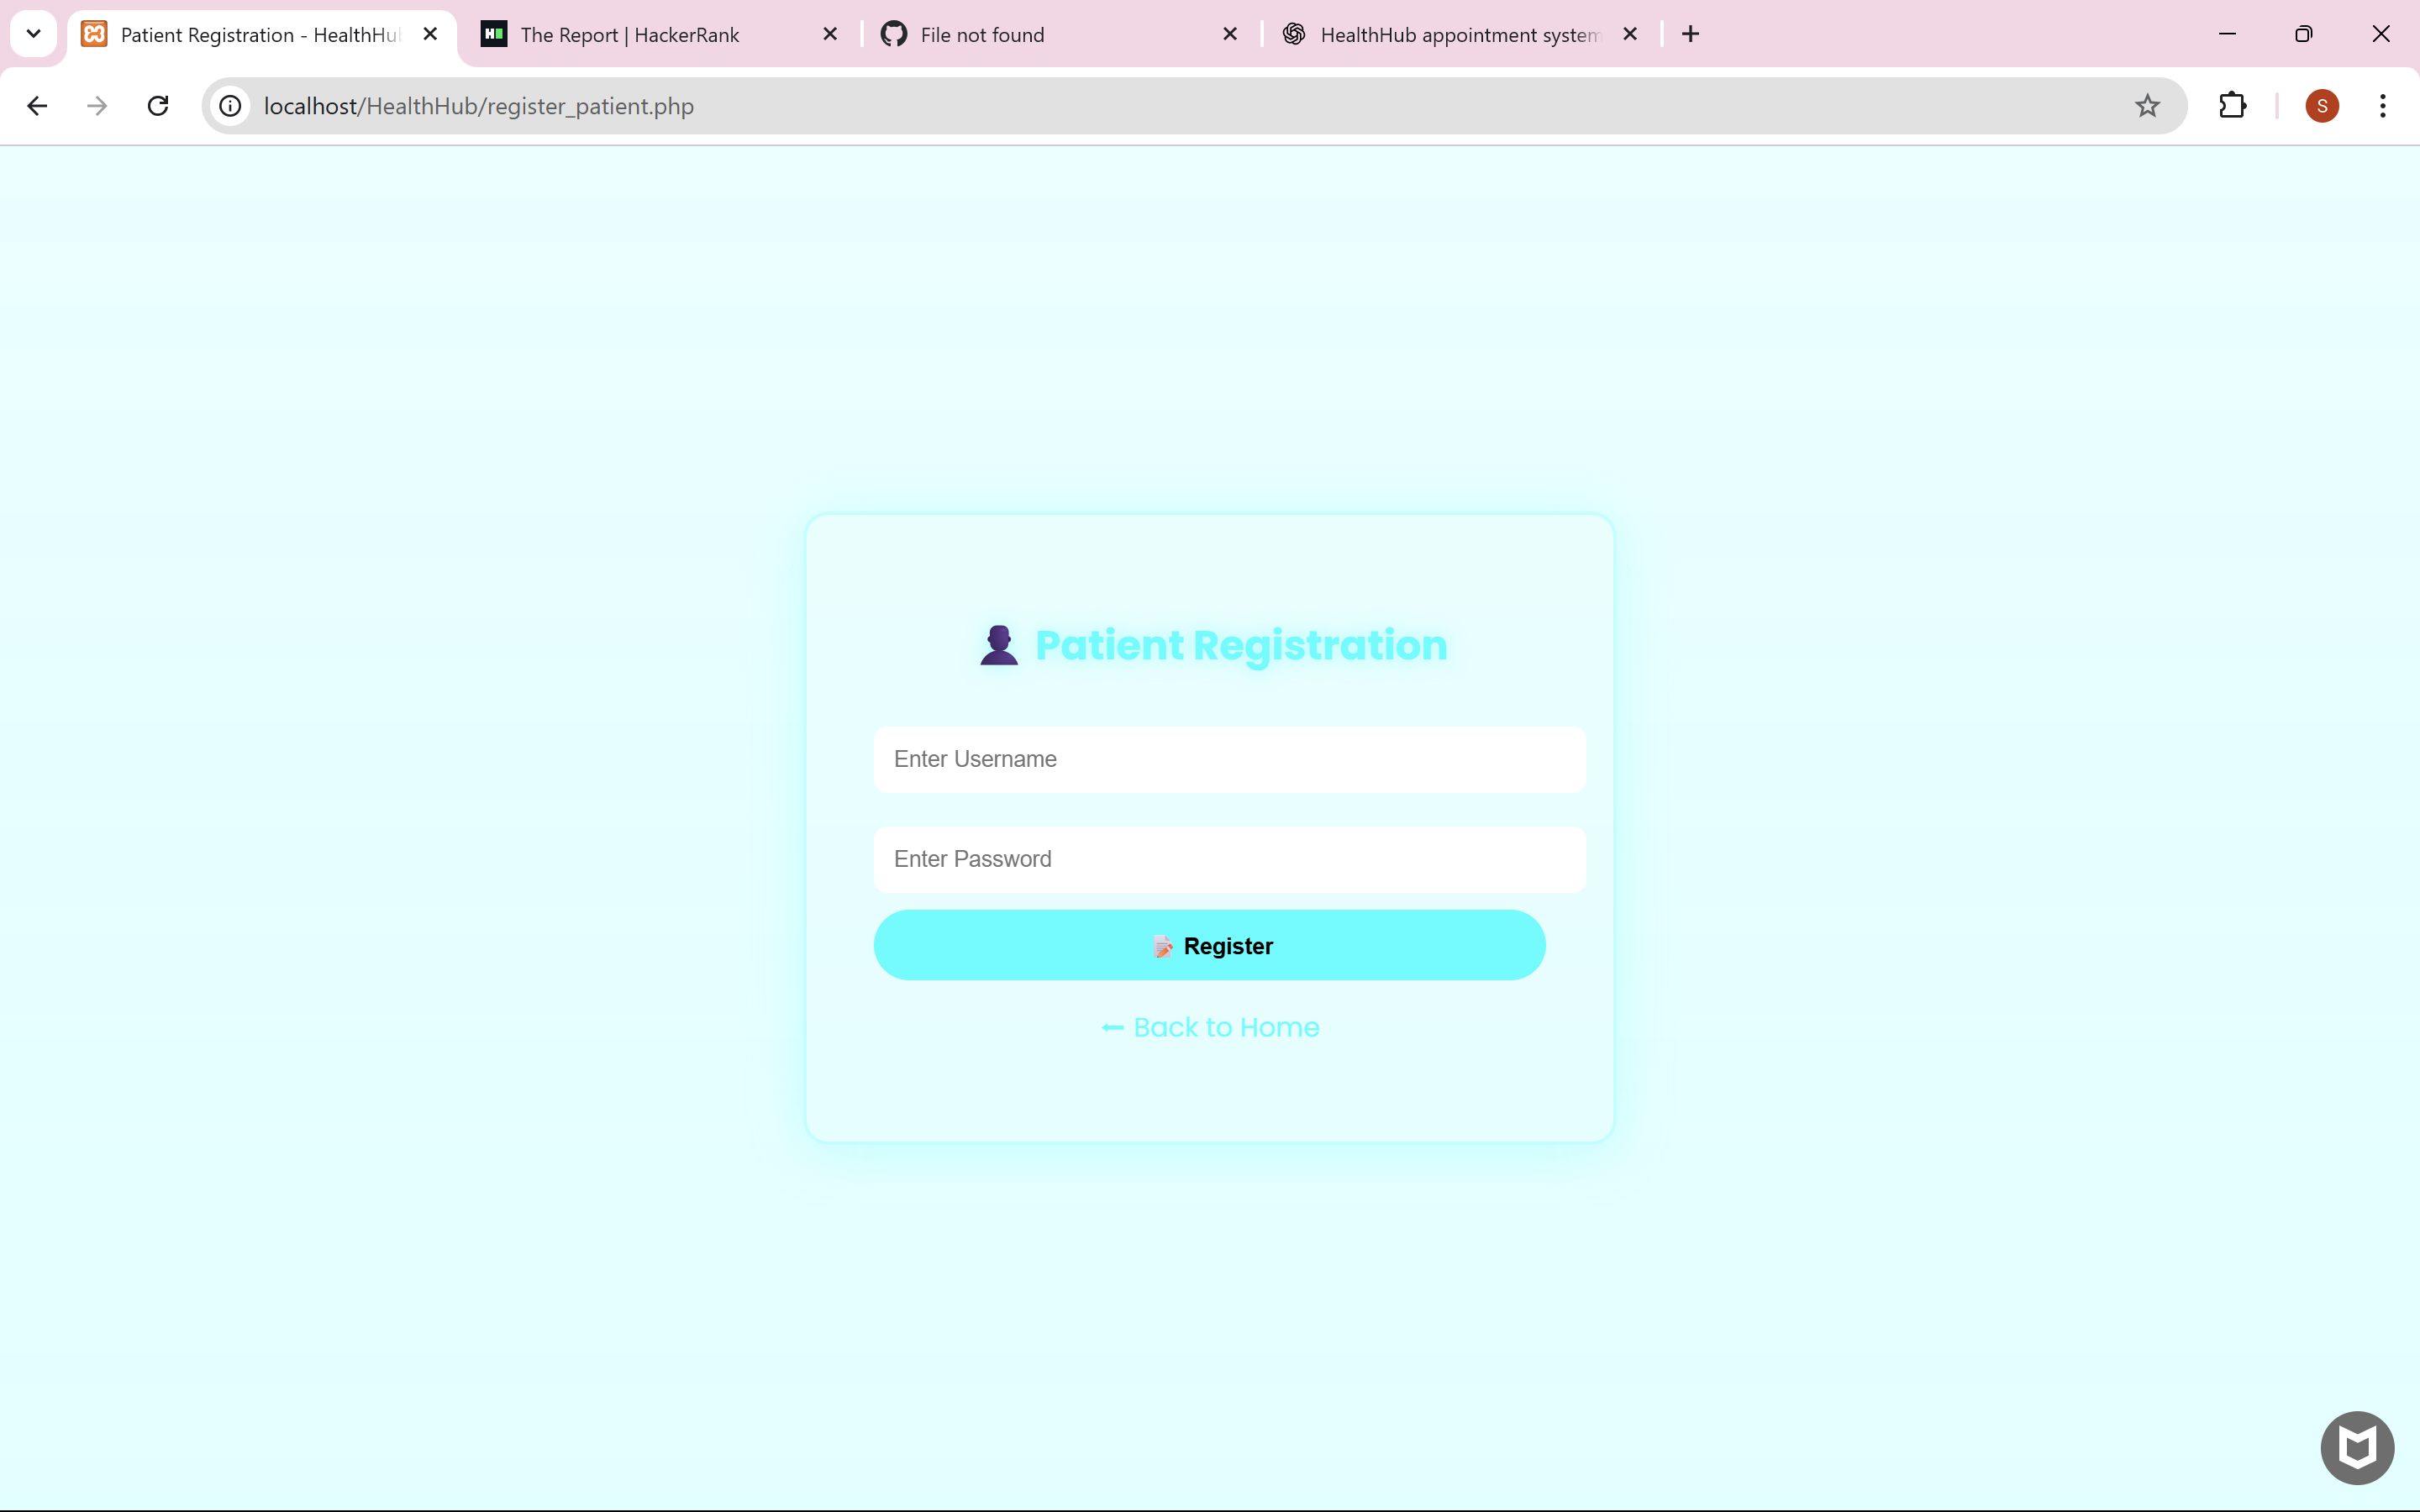 Patient Registration - HealthHu
The Report | HackerRank
File not found
HealthHub appointment system
localhost/HealthHub/register_patient.php
S
Patient Registration
Enter Username
Enter Password
Register
← Back to Home